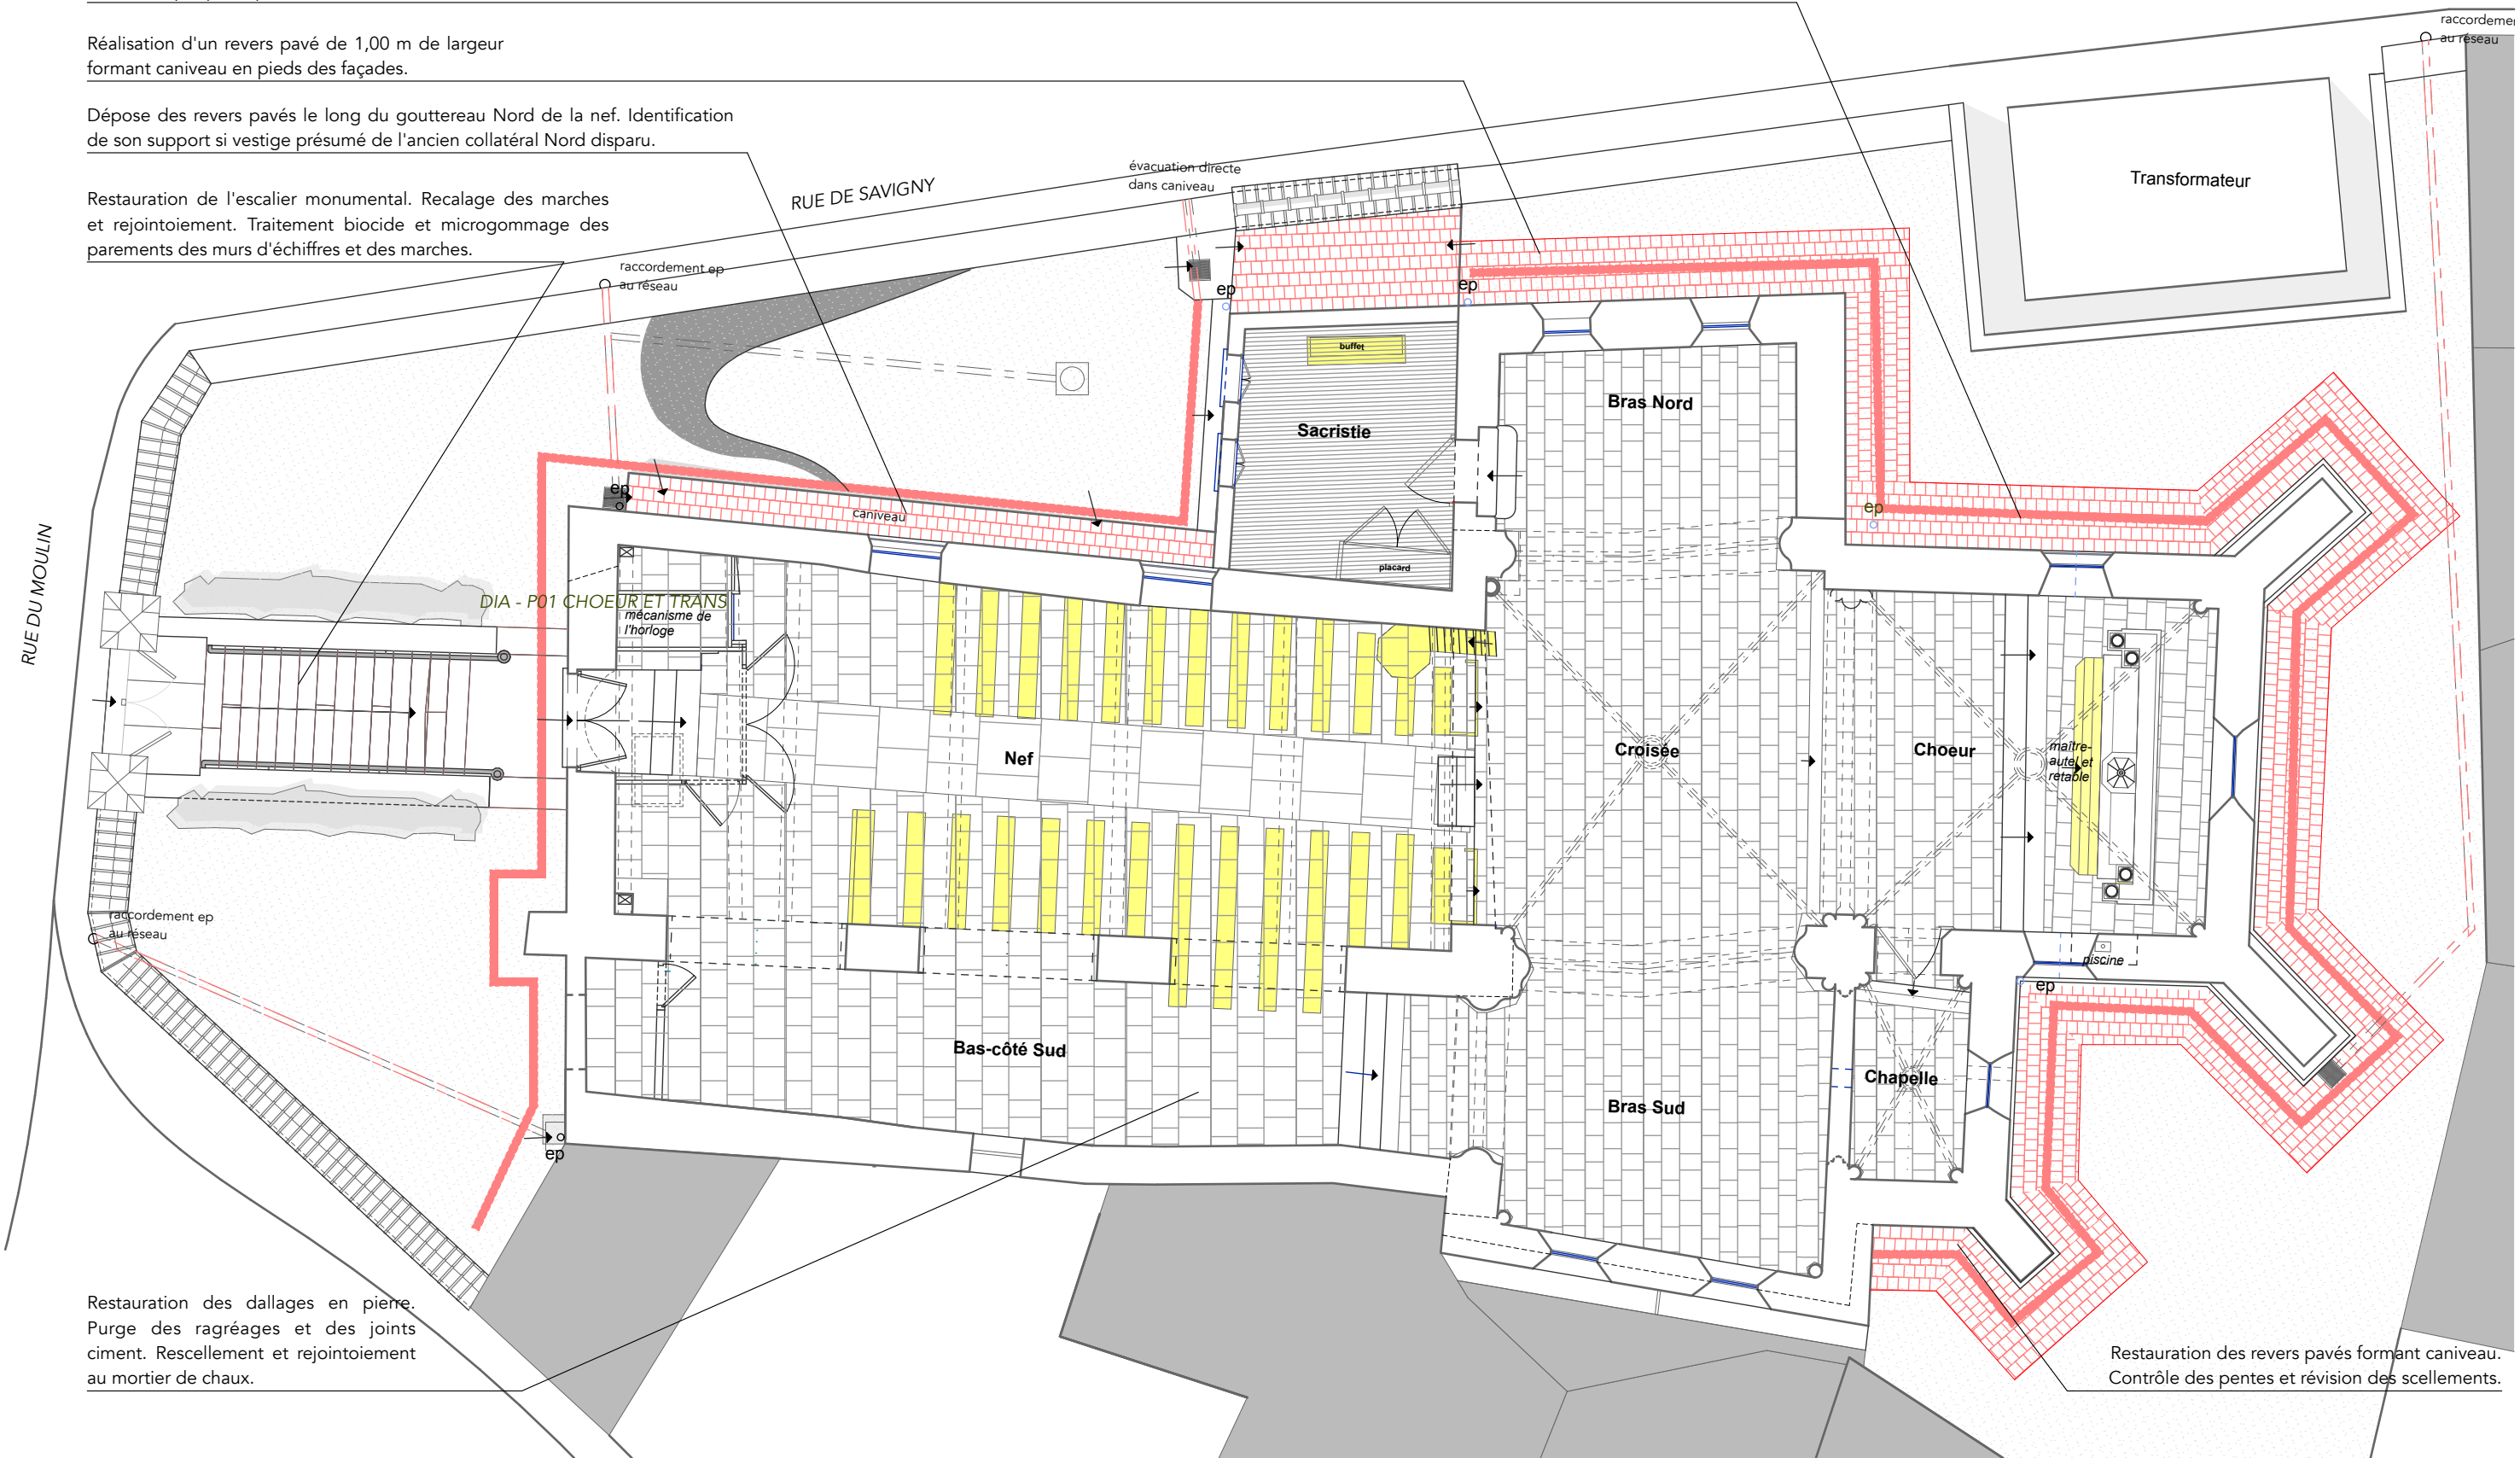 Réalisation d'un revers pavé de 1,00 m de largeur
formant caniveau en pieds des façades.
Dépose des revers pavés le long du gouttereau Nord de la nef. Identification
de son support si vestige présumé de l'ancien collatéral Nord disparu.
Restauration de l'escalier monumental. Recalage des marches
et rejointoiement. Traitement biocide et microgommage des
parements des murs d'échiffres et des marches.
au réseau
Transformateur
évacuation directe
dans caniveau
RUE DE SAVIGNY
raccordement ep
au réseau
ep
ep
buffet
Bras Nord
Sacristie
ep
caniveau
ep
placard
RUE DU MOULIN
DIA - P01 CHOEUR ET TRANS
mécanisme de
l'horloge
Nef
Croisée
Choeur
maître-
autel et
retable
raccordement ep
au réseau
piscine
ep
Bas-côté Sud
Chapelle
Bras Sud
ep
Restauration des dallages en pierre.
Purge des ragréages et des joints
ciment. Rescellement et rejointoiement
au mortier de chaux.
Restauration des revers pavés formant caniveau.
Contrôle des pentes et révision des scellements.